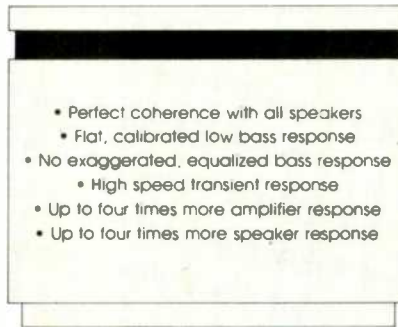 • Perfect coherence with all speakers
• Flat, calibrated low bass response
• No exaggerated, equalized bass response
• High speed transient response
• Up to four times more amplifier response
• Up to four times more speaker response